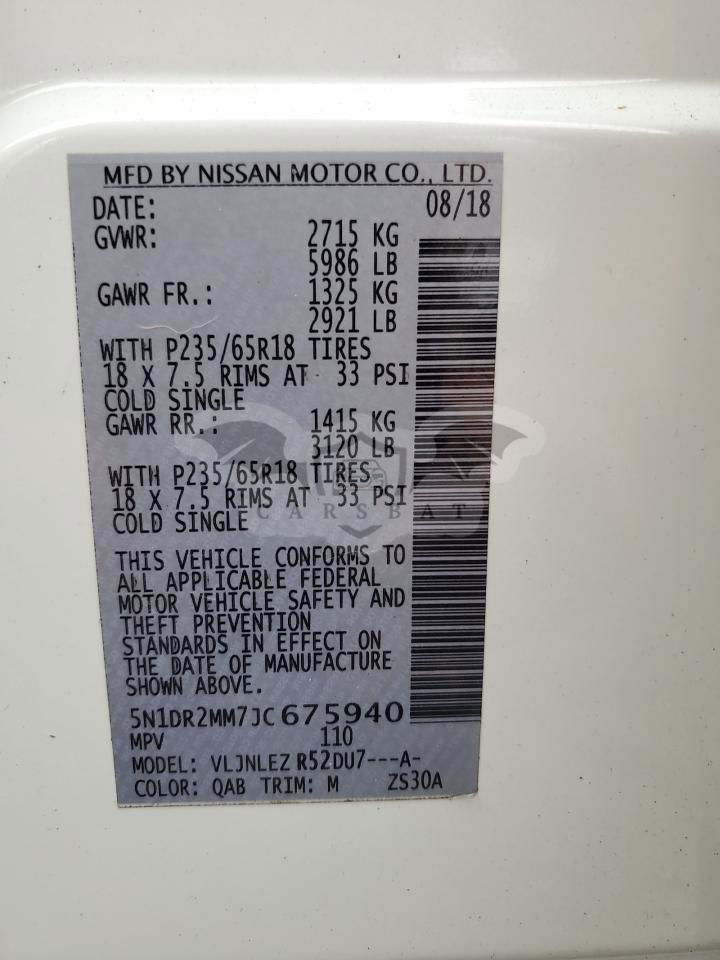 MFD BY NISSAN MOTOR CO., LTD.
DATE: 08/18
GVWR: 2715 KG
5986 LB
GAWR FR.: 1325 KG
2921 LB
WITH P235/65R18 TIRES
18 X 7.5 RIMS AT 33 PSI
COLD SINGLE
GAWR RR.: 1415 KG
3120 LB
WITH P235/65R18 TIRES
18 X 7.5 RIMS AT 33 PSI
CARSBAT
COLD SINGLE
THIS VEHICLE CONFORMS TO
ALL APPLICABLE FEDERAL
MOTOR VEHICLE SAFETY AND
THEFT PREVENTION
STANDARDS IN EFFECT ON
THE DATE OF MANUFACTURE
SHOWN ABOVE.
5N1DR2MM7JC675940
MPV 110
MODEL: VLJNLEZ R52DU7---A-
COLOR: QAB TRIM: M ZS30A